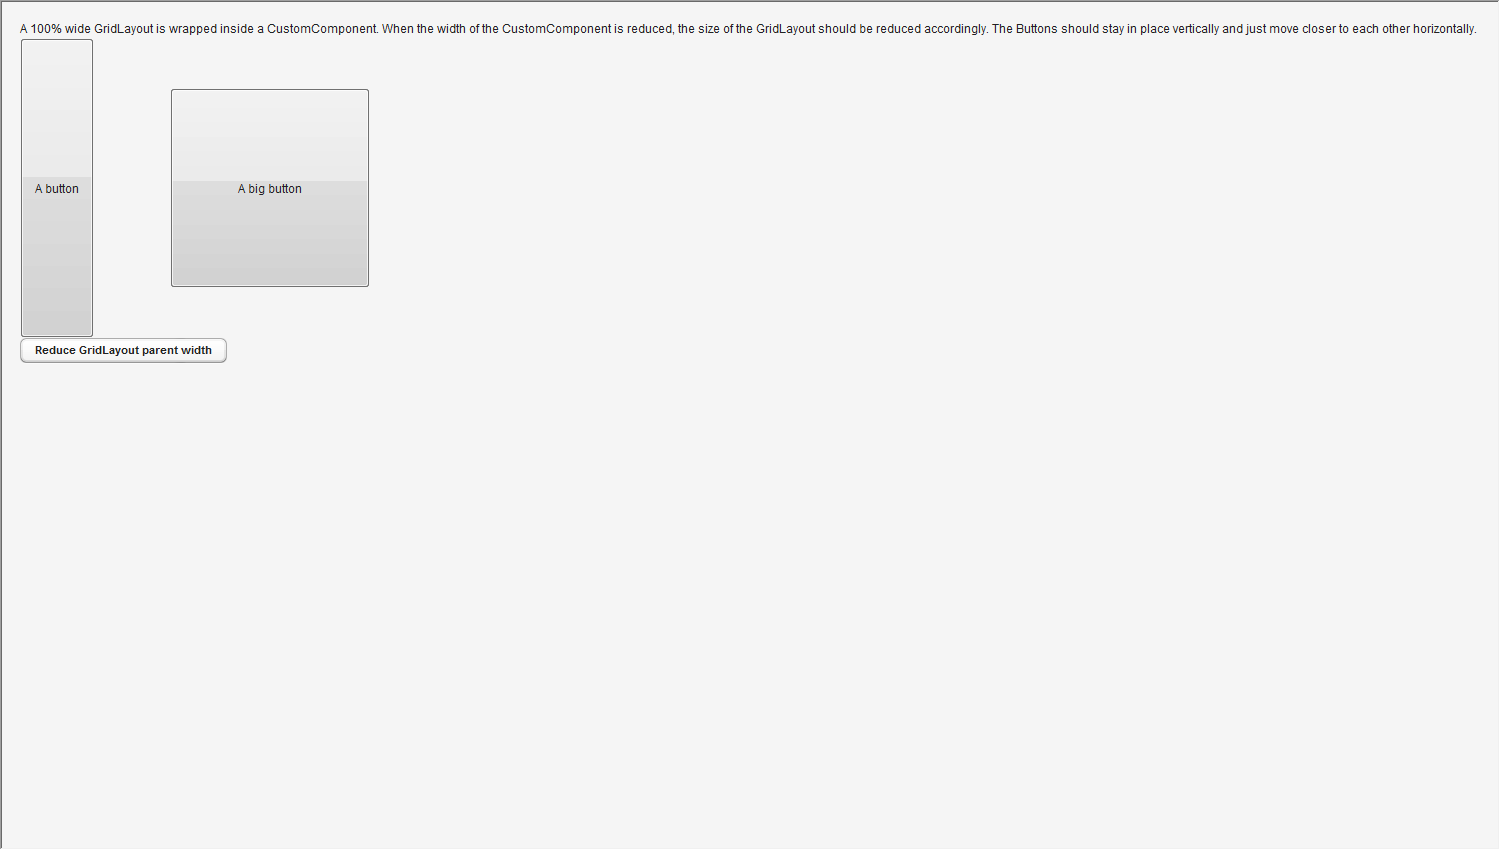 A 100% wide GridLayout is wrapped inside a CustomComponent. When the width of the CustomComponent is reduced, the size of the GridLayout should be reduced accordingly. The Buttons should stay in place vertically and just move closer to each other horizontally.
A button
A big button
Reduce GridLayout parent width